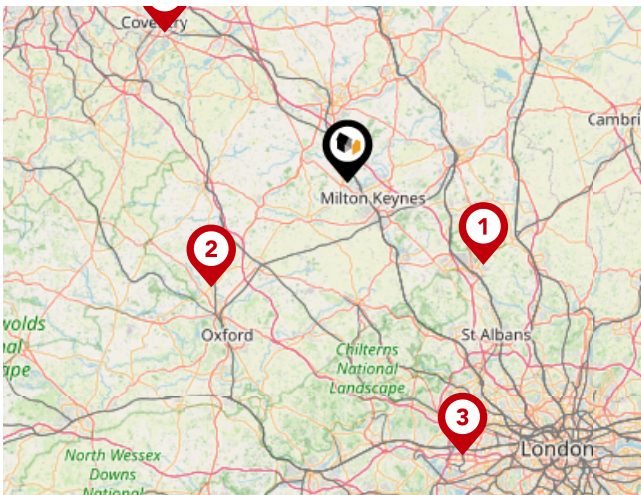 Coventry
Cambri
Milton Keynes
1
2
wolds
nal
ape
Oxford
St Albans
Chilterns
National
Landscape
3
London
North Wessex
Downs
National